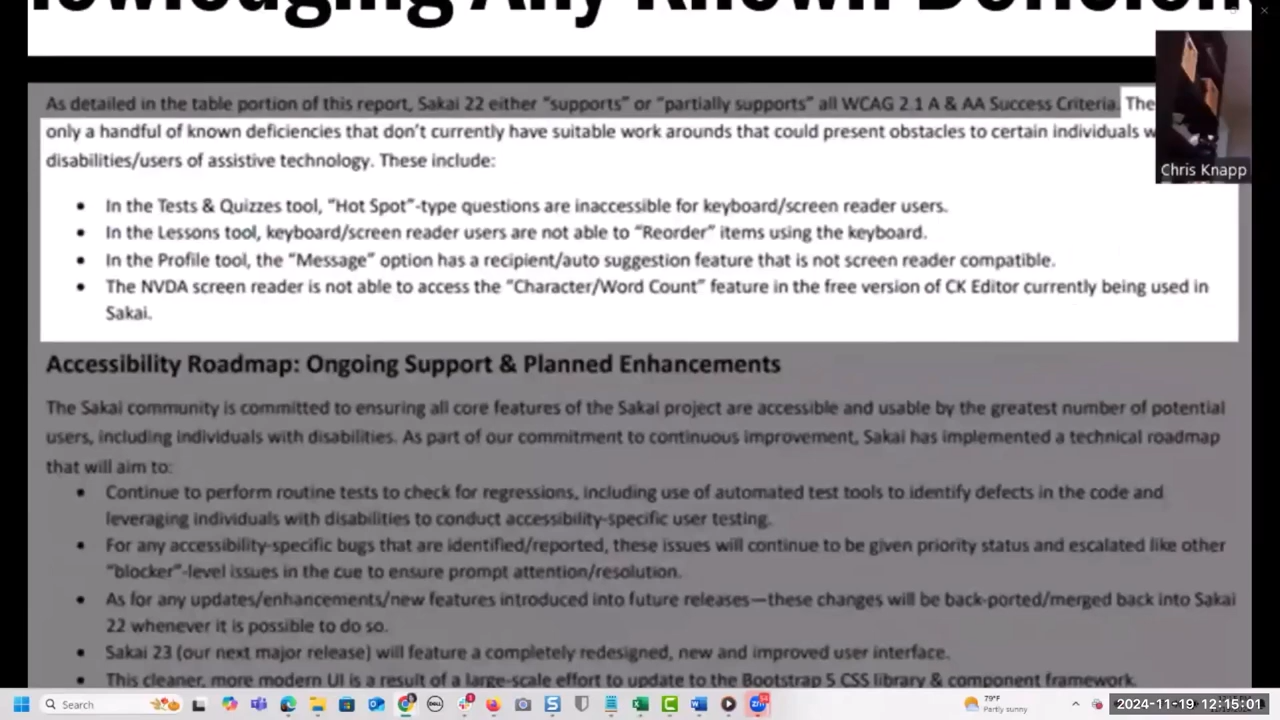 Any Known
As detailed in the table portion of this report, Sakai 22 either “supports” or “partially supports” all WCAG 2.1 A & AA Success Criteria.
only a handful of known deficiencies that don’t currently have suitable work arounds that could present obstacles to certain individuals
disabilities/users of assistive technology. These include:
Chris Knapp
• In the Tests & Quizzes tool, “Hot Spot”-type questions are inaccessible for keyboard/screen reader users.
• In the Lessons tool, keyboard/screen reader users are not able to “Reorder” items using the keyboard.
• In the Profile tool, the “Message” option has a recipient/auto suggestion feature that is not screen reader compatible.
• The NVDA screen reader is not able to access the “Character/Word Count” feature in the free version of CK Editor currently being used in
Sakai.
Accessibility Roadmap: Ongoing Support & Planned Enhancements
The Sakai community is committed to ensuring all core features of the Sakai project are accessible and usable by the greatest number of potential
users, including individuals with disabilities. As part of our commitment to continuous improvement, Sakai has implemented a technical roadmap
that will aim to:
• Continue to perform routine tests to check for regressions, including use of automated test tools to identify defects in the code and
leveraging individuals with disabilities to conduct accessibility-specific user testing.
• For any accessibility-specific bugs that are identified/reported, these issues will continue to be given priority status and escalated like other
“blocker”-level issues in the cue to ensure prompt attention/resolution.
• As for any updates/enhancements/new features introduced into future releases—these changes will be back-ported/merged back into Sakai
22 whenever it is possible to do so.
• Sakai 23 (our next major release) will feature a completely redesigned, new and improved user interface.
• This cleaner, more modern UI is a result of a large-scale effort to update to the Bootstrap 5 CSS library & component framework.
Search
79°F
Partly sunny
2024-11-19 12:15:01